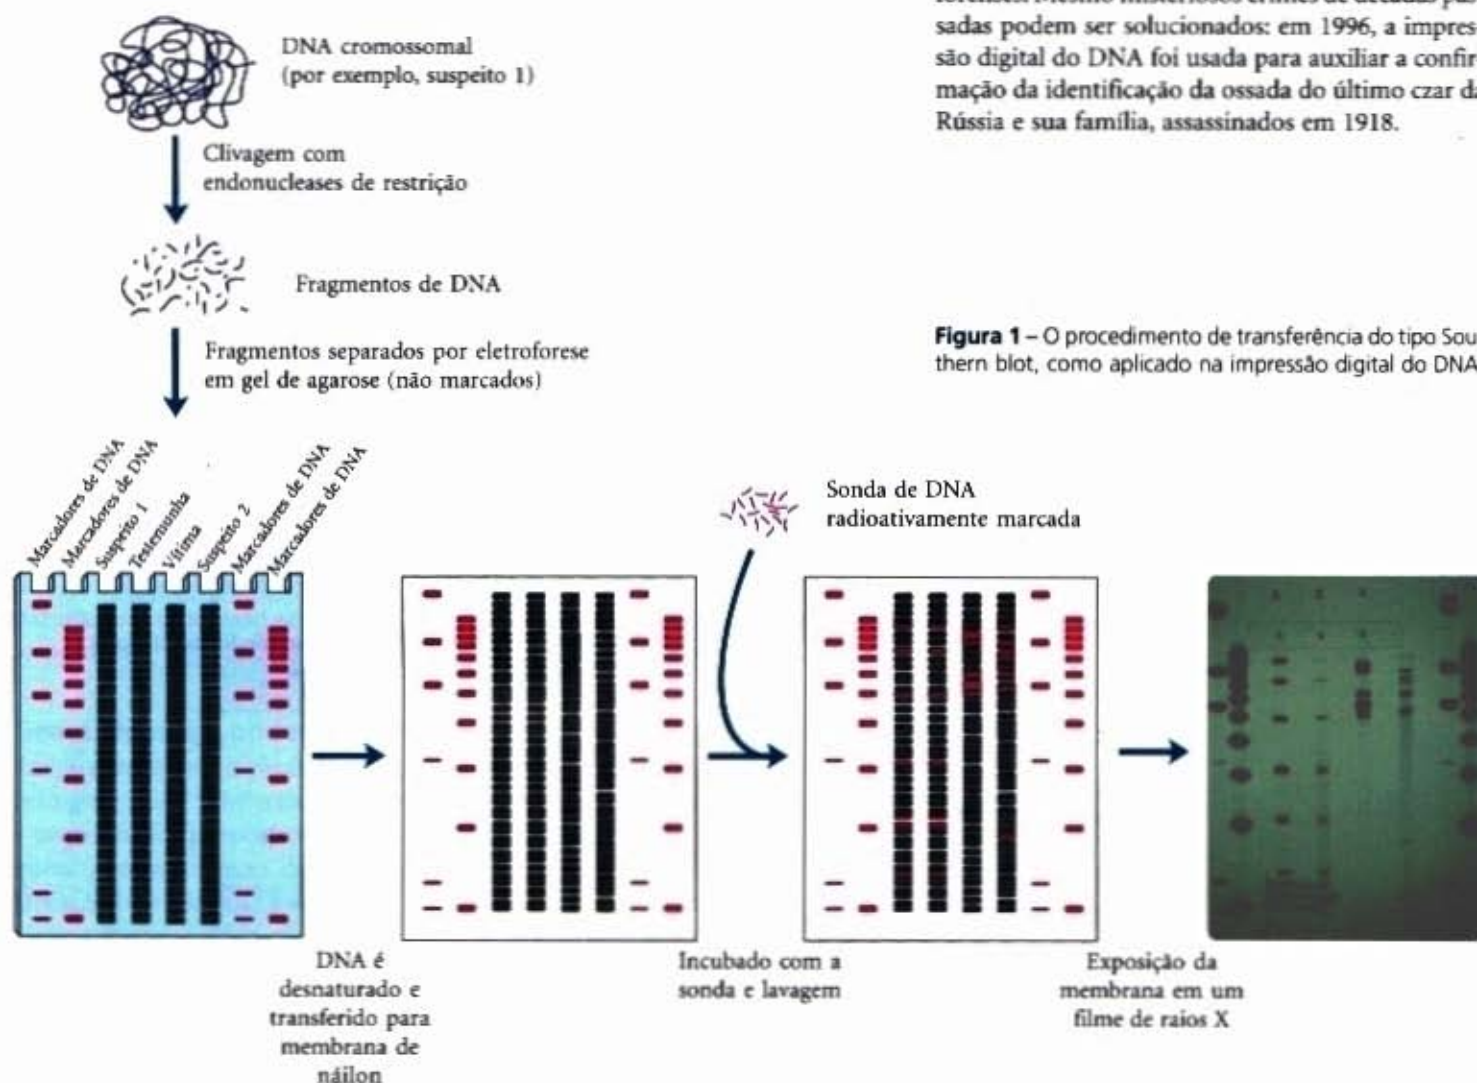 sadas podem ser solucionados: em 1996, a impres-
são digital do DNA foi usada para auxiliar a confir-
mação da identificação da ossada do último czar da
Rússia e sua família, assassinados em 1918.
DNA cromossomal
(por exemplo, suspeito 1)
Clivagem com
endonucleases de restrição
Fragmentos de DNA
Fragmentos separados por eletroforese
em gel de agarose (não marcados)
Figura 1 – O procedimento de transferência do tipo Sou
thern blot, como aplicado na impressão digital do DNA
Marcadores de DNA
Marcadores de DNA
Suspeito 1
Testemunha
Vítima
Suspeito 2
Marcadores de DNA
Marcadores de DNA
Sonda de DNA
radioativamente marcada
DNA é
desnaturado e
transferido para
membrana de
náilon
Incubado com a
sonda e lavagem
Exposição da
membrana em um
filme de raios X